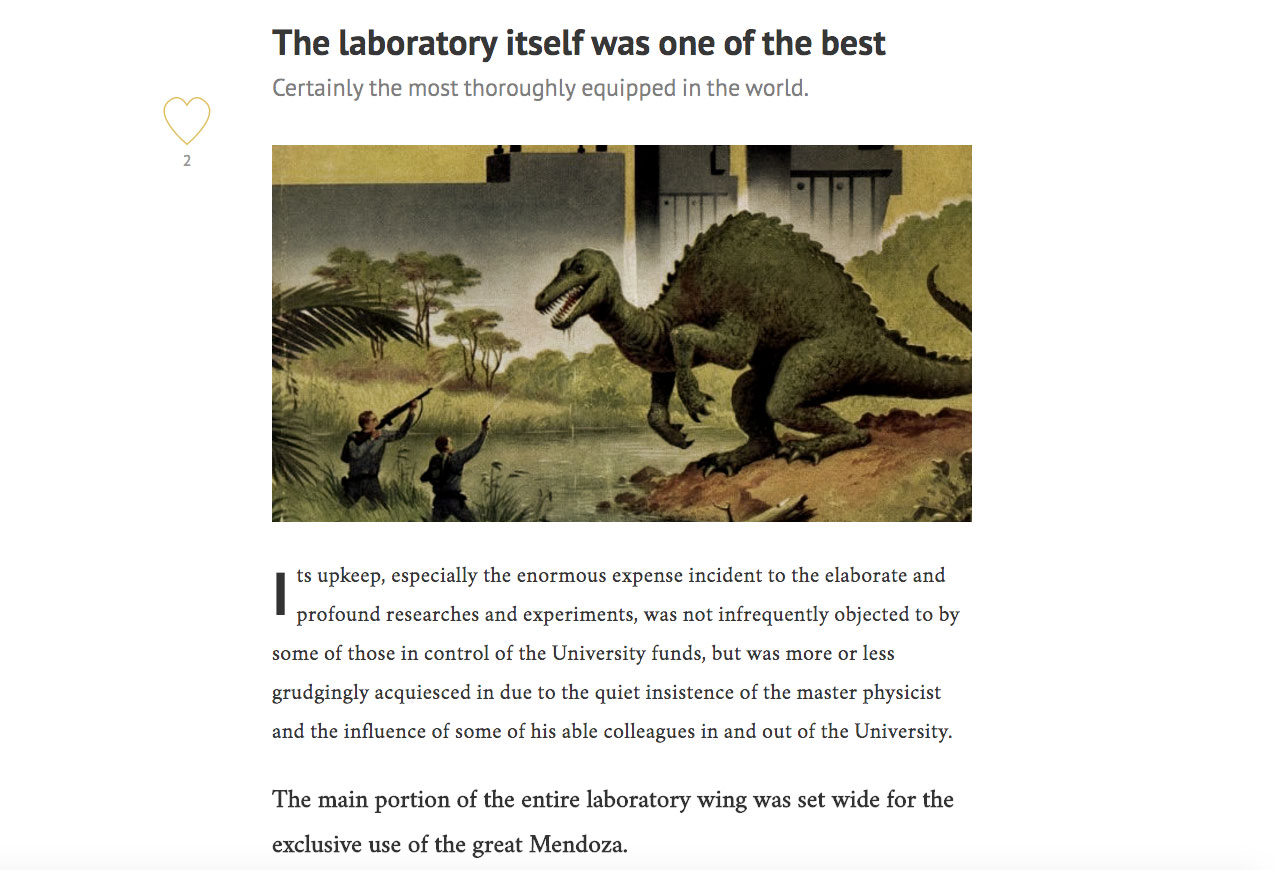 The laboratory itself was one of the best
Certainly the most thoroughly equipped in the world.
2
Its upkeep, especially the enormous expense incident to the elaborate and
profound researches and experiments, was not infrequently objected to by
some of those in control of the University funds, but was more or less
grudgingly acquiesced in due to the quiet insistence of the master physicist
and the influence of some of his able colleagues in and out of the University.
The main portion of the entire laboratory wing was set wide for the
exclusive use of the great Mendoza.